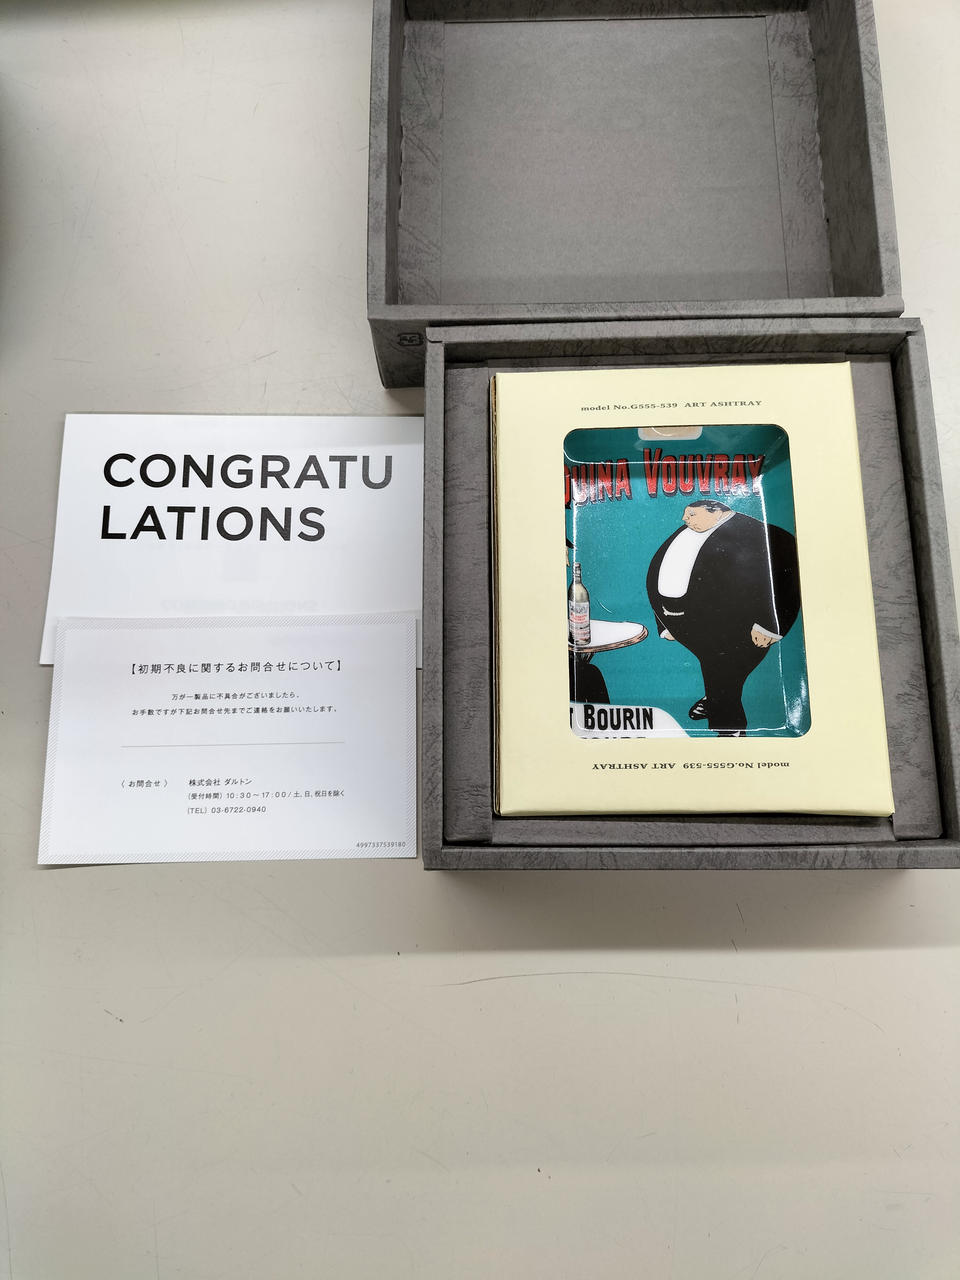 CONGRATU
LATIONS
【初期不良に関するお問合せについて】
万が一製品に不具合がございましたら、
お手数ですが下記お問合せ先までご連絡をお願いいたします。
〈 お問合せ 〉 株式会社 ダルトン
(受付時間) 10:30〜17:00/土、日、祝日を除く
(TEL) 03-6722-0940
4997337539180
model No.G555-539 ART ASHTRAY
QUINA VOUVRAY
T BOURIN
model No.G555-539 ART ASHTRAY